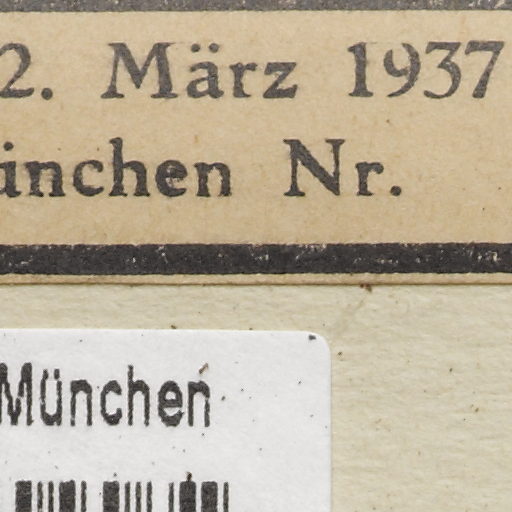 2. März 1937
ünchen Nr.
München